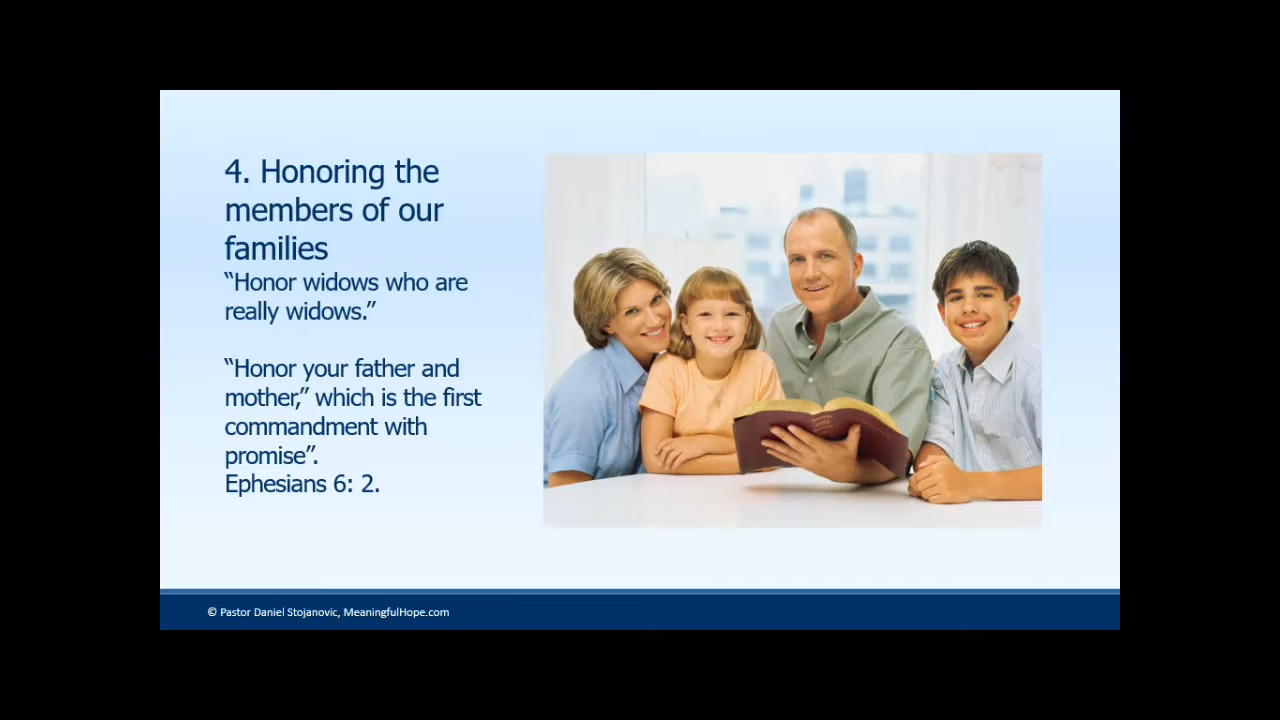 4. Honoring the
members of our
families
“Honor widows who are
really widows.”
“Honor your father and
mother,” which is the first
commandment with
promise”.
Ephesians 6: 2.
© Pastor Daniel Stojanovic, MeaningfulHope.com